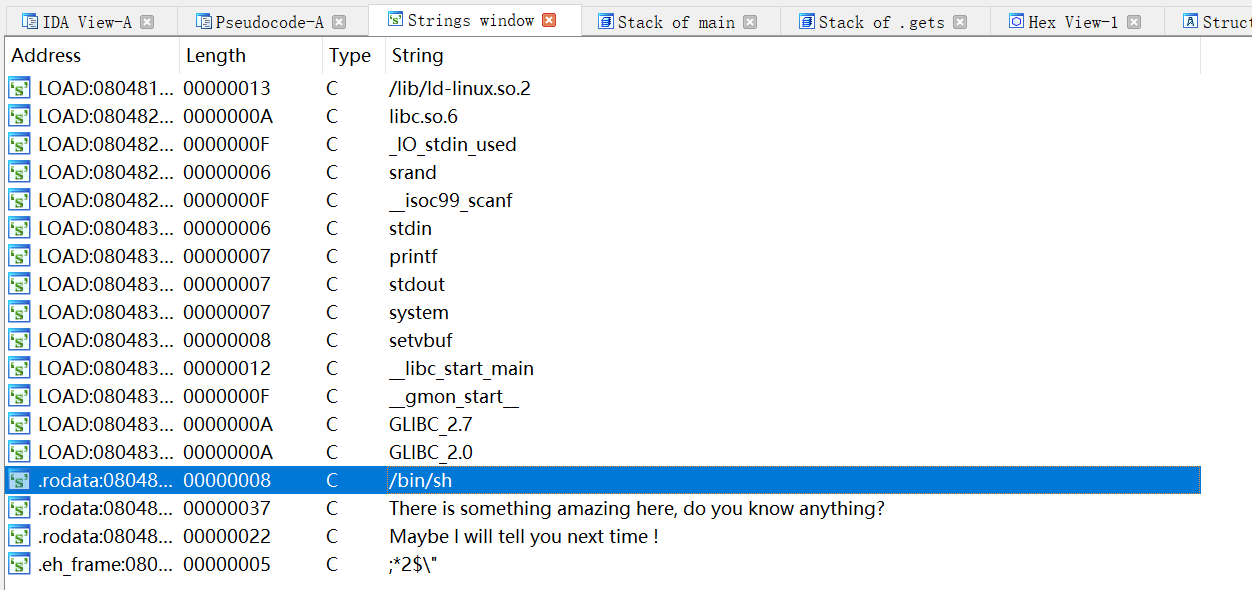 IDA View-A Pseudocode-A Strings window Stack of main Stack of .gets Hex View-1 Struct
Address Length Type String
LOAD:080481... 00000013 C /lib/ld-linux.so.2
LOAD:080482... 0000000A C libc.so.6
LOAD:080482... 0000000F C _IO_stdin_used
LOAD:080482... 00000006 C srand
LOAD:080482... 0000000F C __isoc99_scanf
LOAD:080483... 00000006 C stdin
LOAD:080483... 00000007 C printf
LOAD:080483... 00000007 C stdout
LOAD:080483... 00000007 C system
LOAD:080483... 00000008 C setvbuf
LOAD:080483... 00000012 C __libc_start_main
LOAD:080483... 0000000F C __gmon_start__
LOAD:080483... 0000000A C GLIBC_2.7
LOAD:080483... 0000000A C GLIBC_2.0
.rodata:08048... 00000008 C /bin/sh
.rodata:08048... 00000037 C There is something amazing here, do you know anything?
.rodata:08048... 00000022 C Maybe I will tell you next time !
.eh_frame:080... 00000005 C ;*2$\"